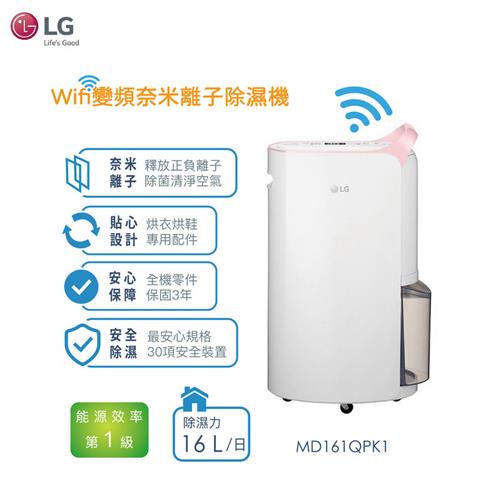 LG
Life's Good
Wifi變頻奈米離子除濕機
奈米
離子
釋放正負離子
除菌清淨空氣
貼心
設計
烘衣烘鞋
專用配件
安心
保障
全機零件
保固3年
安全
除濕
最安心規格
30項安全裝置
能源效率
第1級
除濕力
16L/日
LG
MD161QPK1